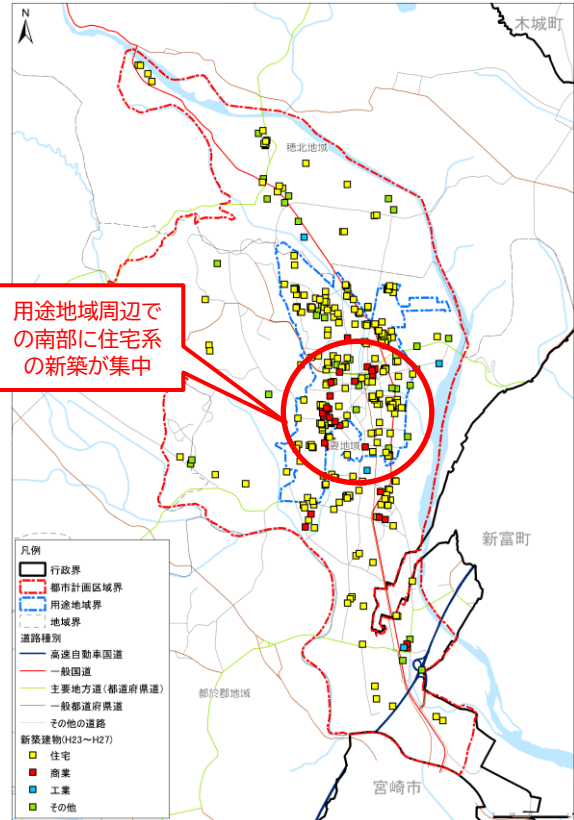 N
木城町
穂北地域
用途地域周辺で
の南部に住宅系
の新築が集中
妻地域
新富町
凡例
行政界
都市計画区域界
用途地域界
地域界
道路種別
高速自動車国道
一般国道
主要地方道(都道府県道)
一般都道府県道
その他の道路
新築建物(H23～H27)
住宅
商業
工業
その他
都於郡地域
宮崎市